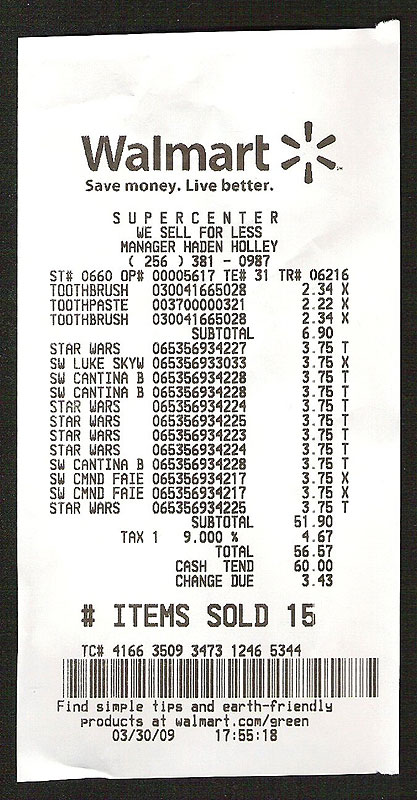 Walmart
Save money. Live better.
SUPERCENTER
WE SELL FOR LESS
MANAGER HADEN HOLLEY
( 256 ) 381 - 0987
ST# 0660 OP# 00005617 TE# 31 TR# 06216
TOOTHBRUSH 030041665028 2.34 X
TOOTHPASTE 003700000321 2.22 X
TOOTHBRUSH 030041665028 2.34 X
SUBTOTAL 6.90
STAR WARS 065356934227 3.75 T
SW LUKE SKYW 065356933033 3.75 X
SW CANTINA B 065356934228 3.75 T
SW CANTINA B 065356934228 3.75 T
STAR WARS 065356934224 3.75 T
STAR WARS 065356934225 3.75 T
STAR WARS 065356934223 3.75 T
STAR WARS 065356934224 3.75 T
SW CANTINA B 065356934228 3.75 T
SW CMND FAIE 065356934217 3.75 X
SW CMND FAIE 065356934217 3.75 X
STAR WARS 065356934225 3.75 T
SUBTOTAL 51.90
TAX 1 9.000 % 4.67
TOTAL 56.57
CASH TEND 60.00
CHANGE DUE 3.43
# ITEMS SOLD 15
TC# 4166 3509 3473 1246 5344
Find simple tips and earth-friendly
products at walmart.com/green
03/30/09 17:55:18